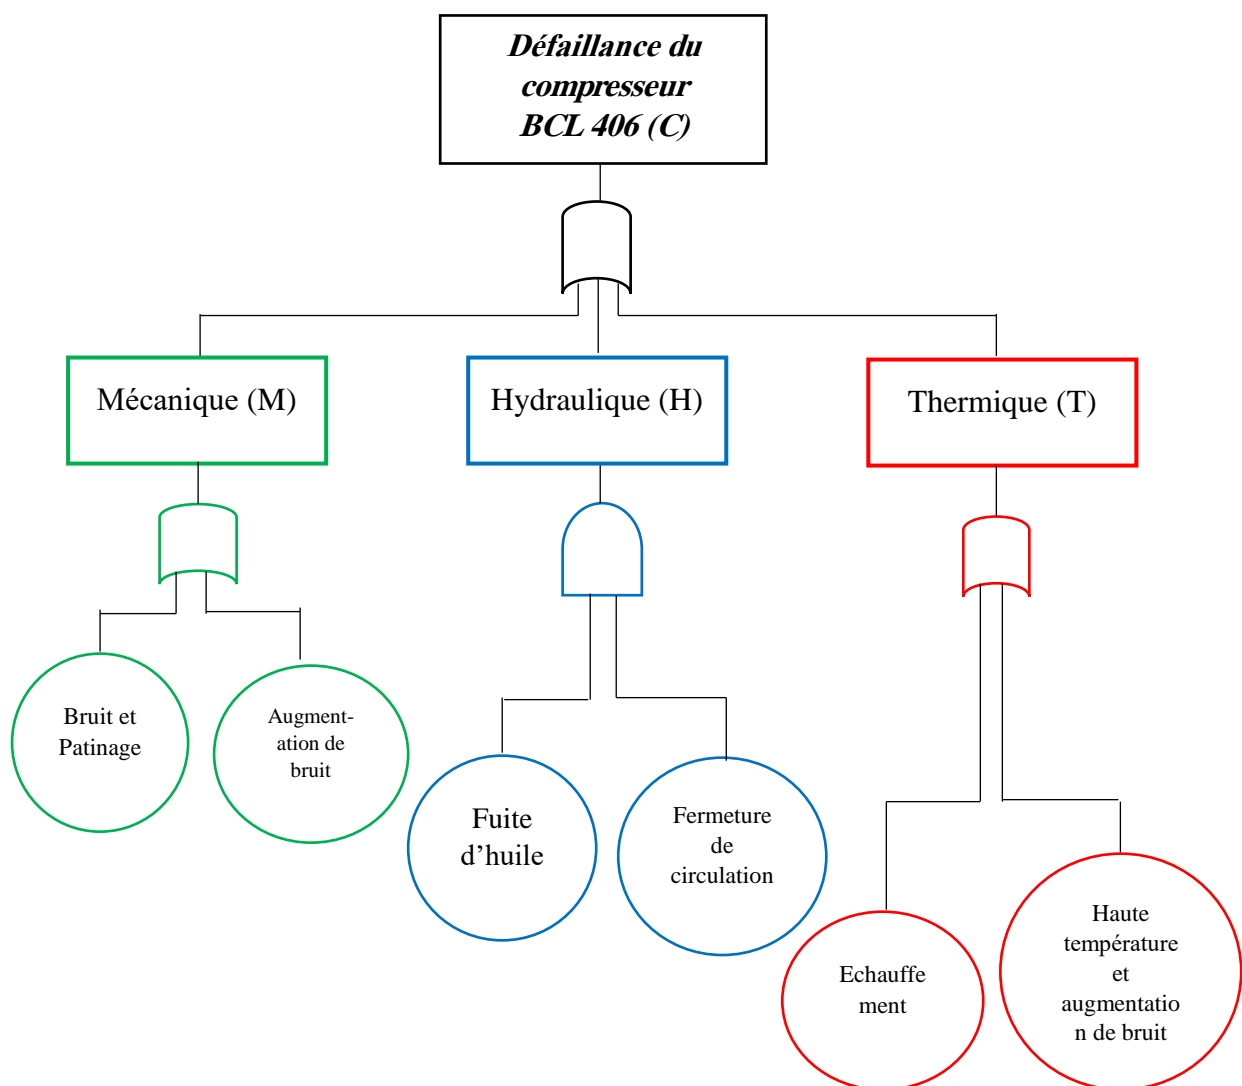 Défaillance du
compresseur
BCL 406 (C)
Mécanique (M)
Hydraulique (H)
Thermique (T)
Bruit et
Patinage
Augment-
ation de
bruit
Fuite
d’huile
Fermeture
de
circulation
Echauffe
ment
Haute
température
et
augmentatio
n de bruit